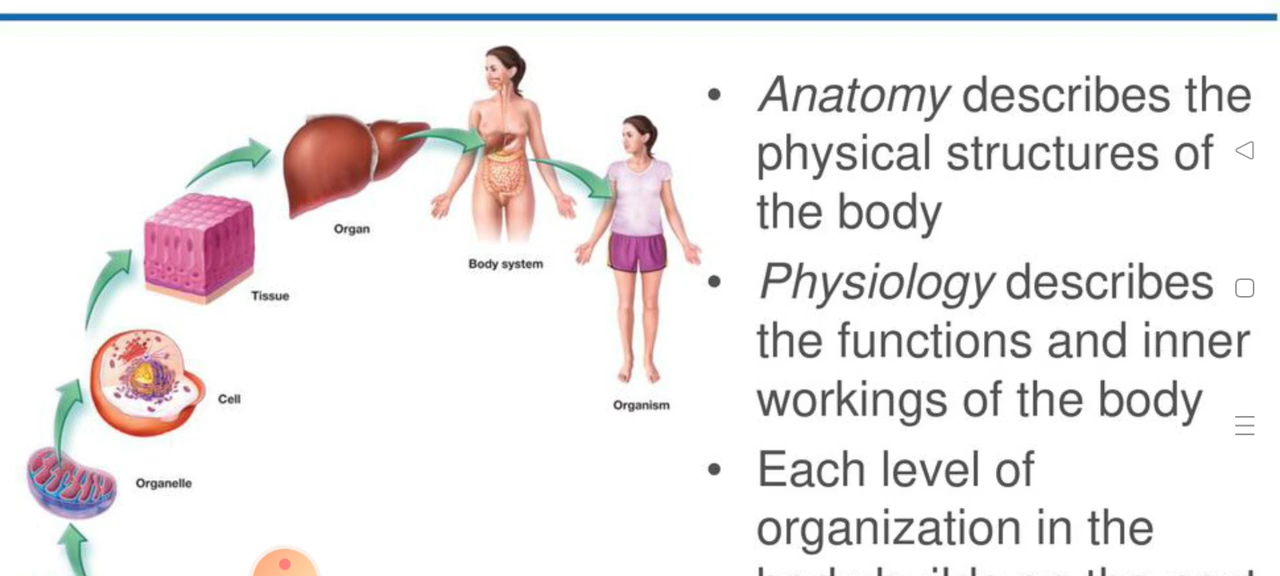 Organ
Body system
Tissue
Cell
Organism
Organelle
• Anatomy describes the
physical structures of
the body
• Physiology describes
the functions and inner
workings of the body
• Each level of
organization in the